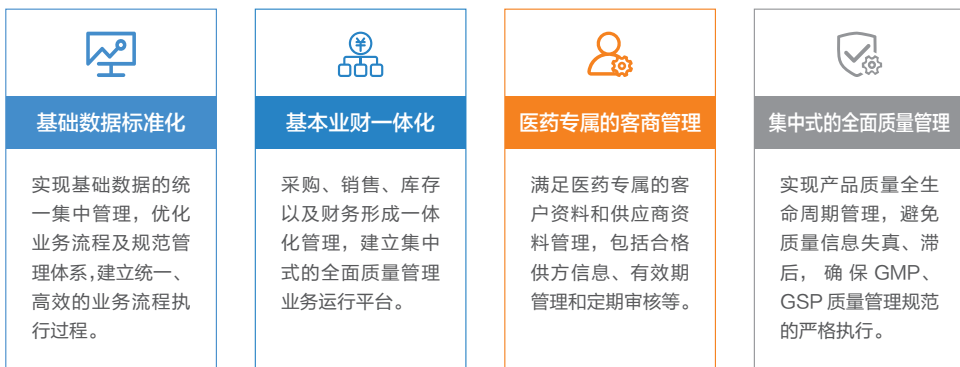 ¥
基础数据标准化
实现基础数据的统
一集中管理，优化
业务流程及规范管
理体系,建立统一、
高效的业务流程执
行过程。
基本业财一体化
采购、销售、库存
以及财务形成一体
化管理，建立集中
式的全面质量管理
业务运行平台。
医药专属的客商管理
满足医药专属的客
户资料和供应商资
料管理，包括合格
供方信息、有效期
管理和定期审核等。
集中式的全面质量管理
实现产品质量全生
命周期管理，避免
质量信息失真、滞
后，确保 GMP、
GSP 质量管理规范
的严格执行。